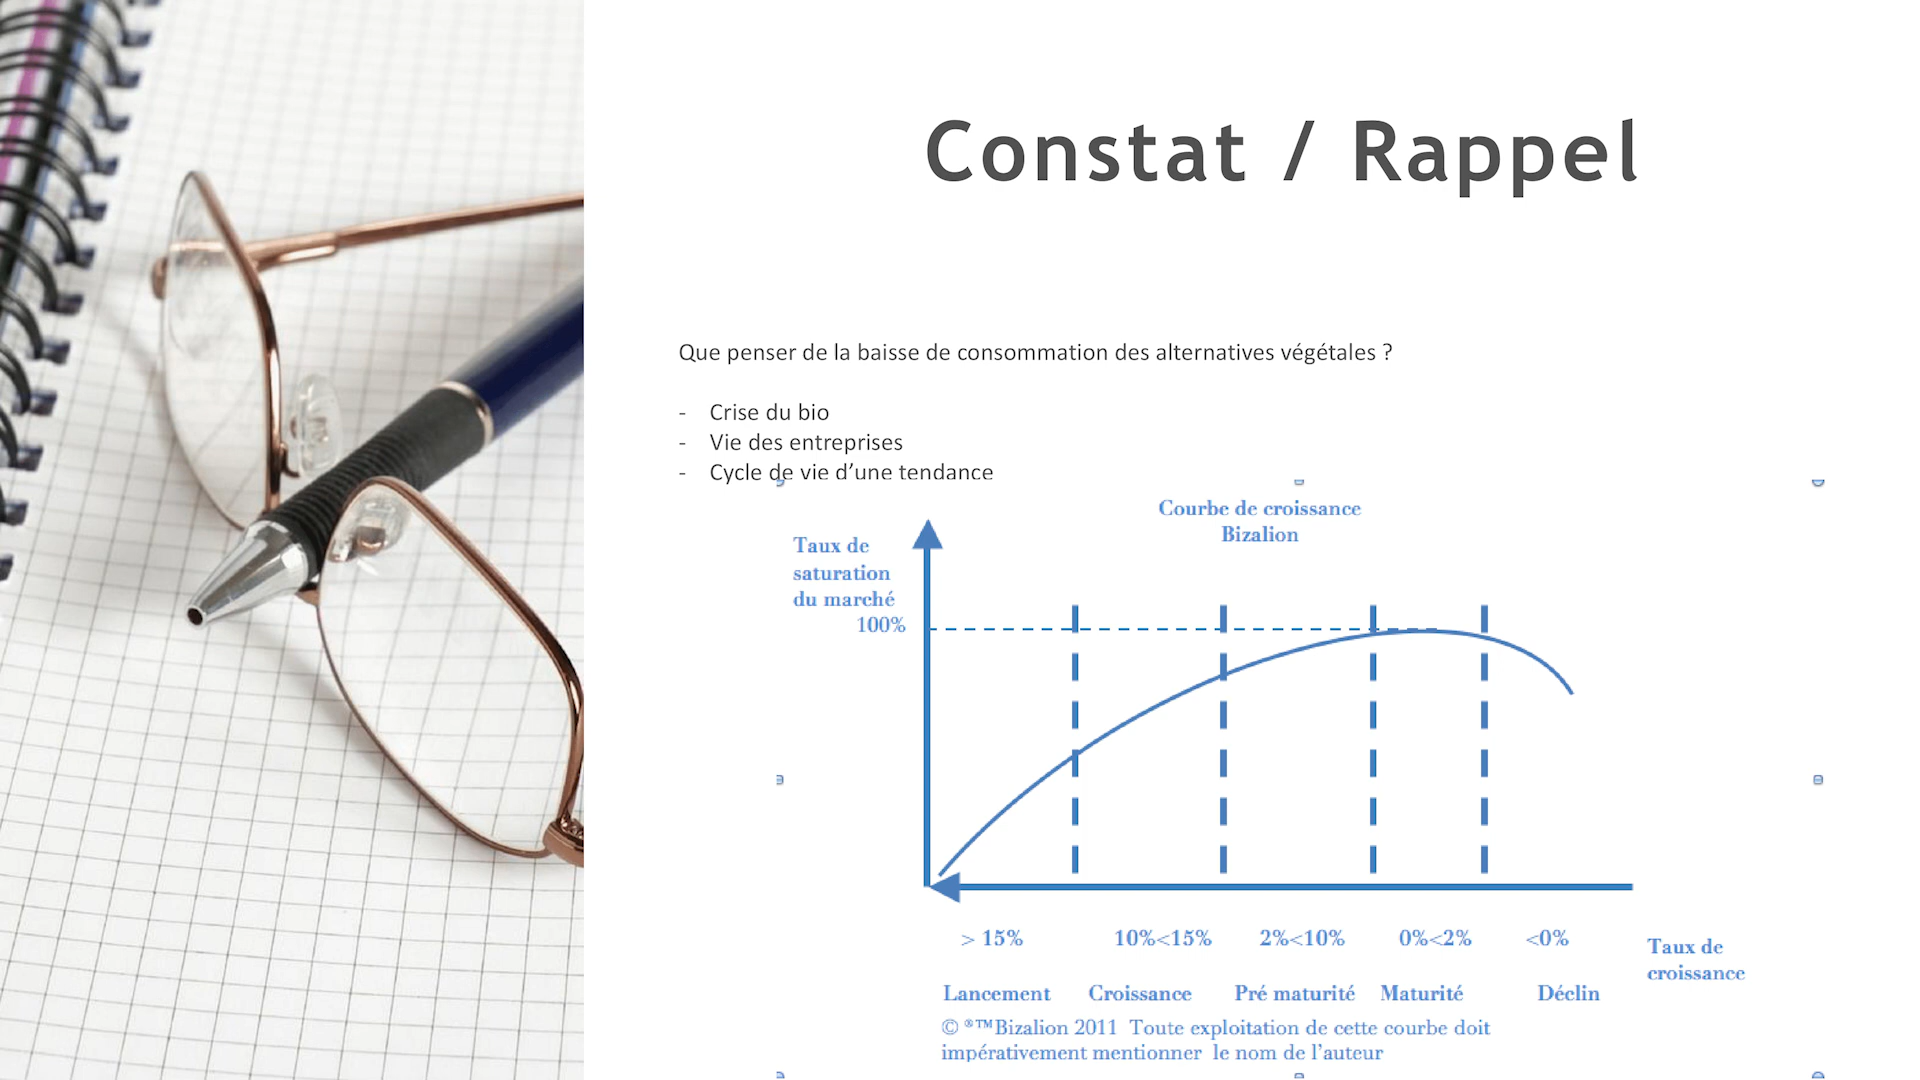 Constat / Rappel
Que penser de la baisse de consommation des alternatives végétales ?
- Crise du bio
- Vie des entreprises
- Cycle de vie d’une tendance
Courbe de croissance
Bizalion
Taux de
saturation
du marché
100%
> 15%
10%<15%
2%<10%
0%<2%
<0%
Taux de
croissance
Lancement
Croissance
Pré maturité
Maturité
Déclin
© ®™Bizalion 2011 Toute exploitation de cette courbe doit
impérativement mentionner le nom de l’auteur